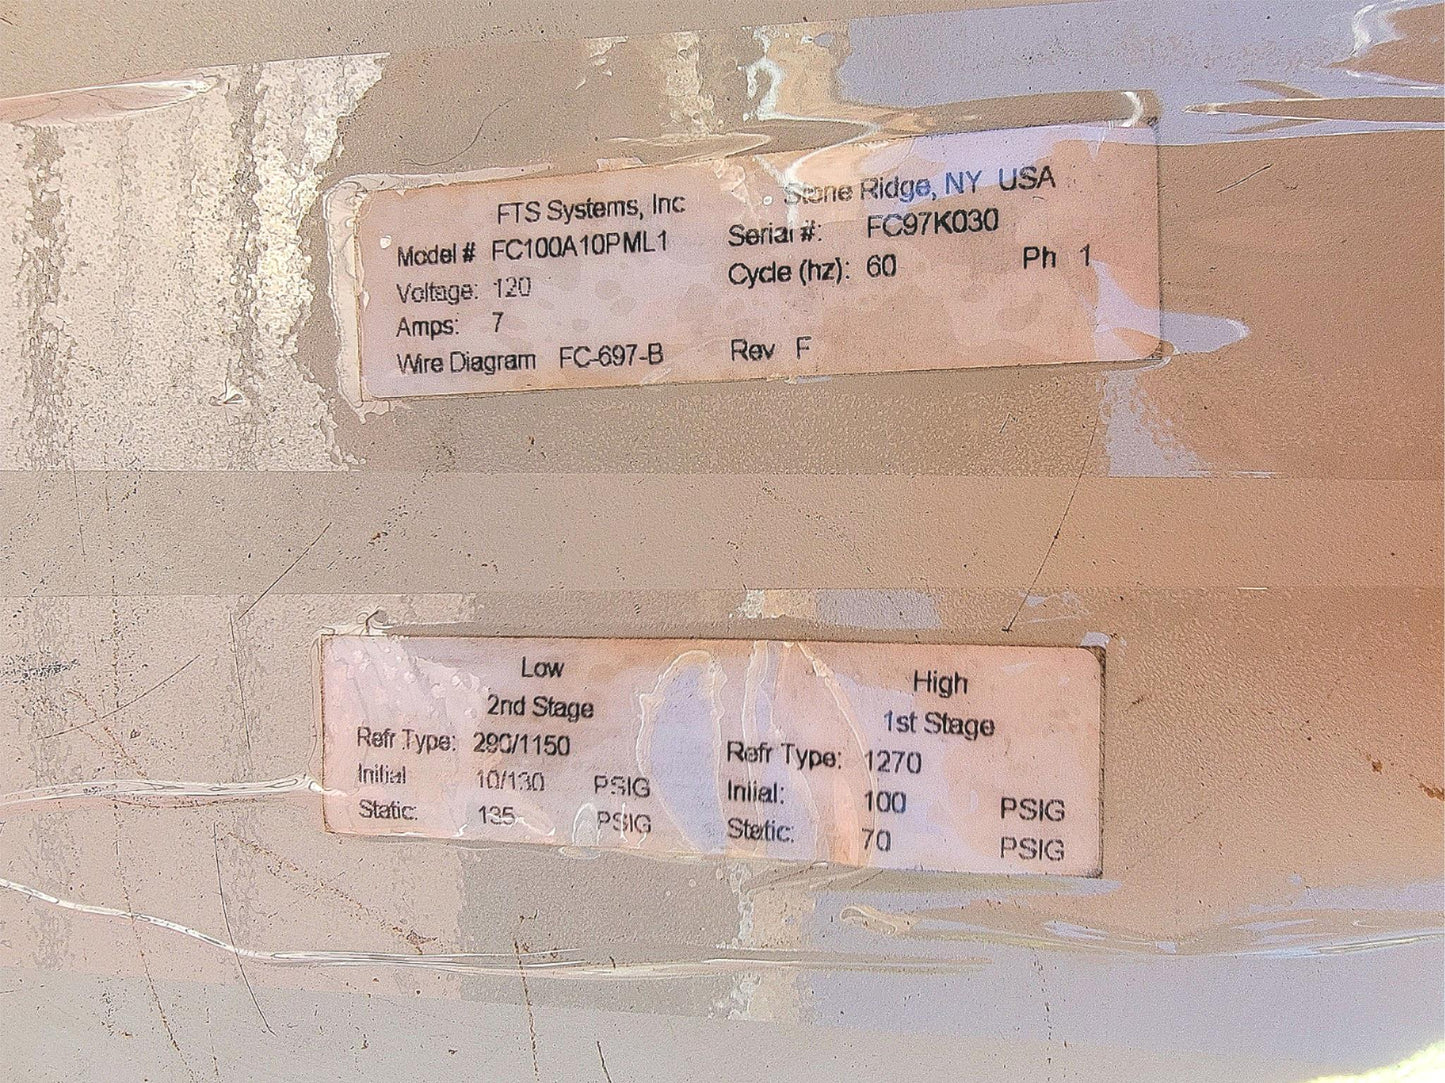 FTS Systems, Inc Stone Ridge, NY USA
Model # FC100A10PML1 Serial #: FC97K030
Voltage: 120 Cycle (hz): 60 Ph 1
Amps: 7
Wire Diagram FC-697-B Rev F
Low
2nd Stage
Refr Type: 290/1150
Initial 10/130 PSIG
Static: 135 PSIG
High
1st Stage
Refr Type: 1270
Initial: 100 PSIG
Static: 70 PSIG